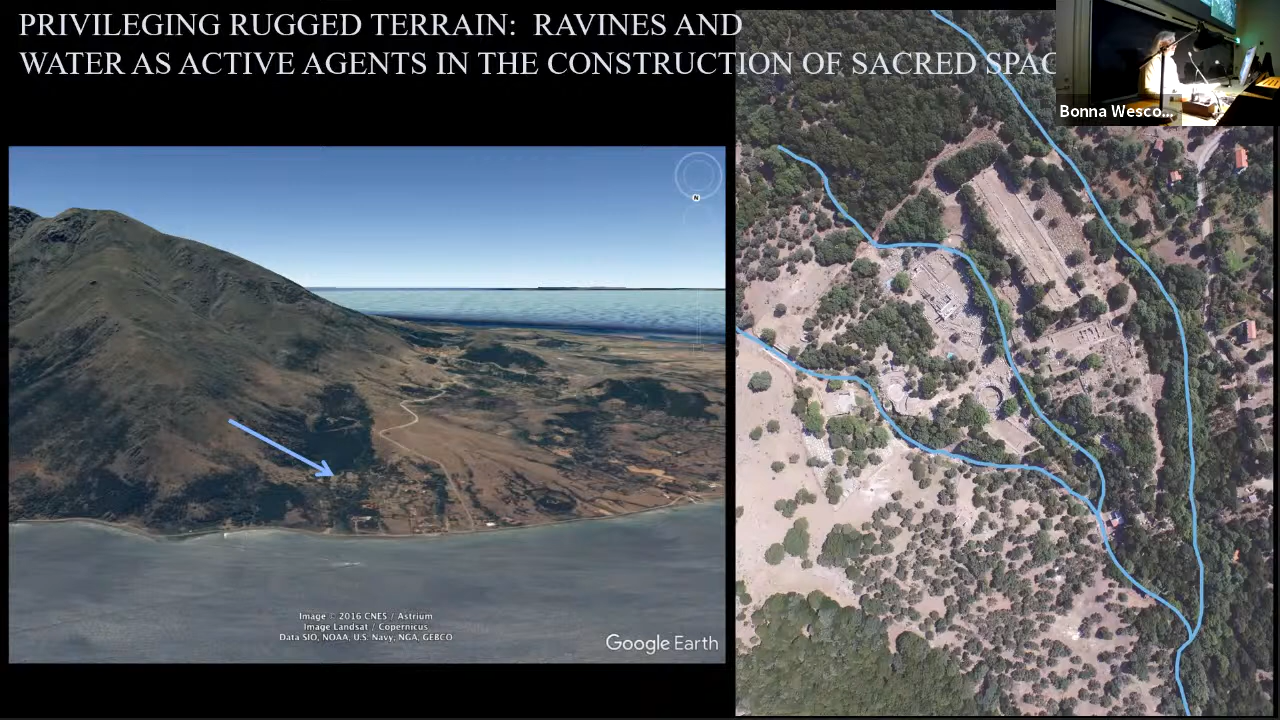 PRIVILEGING RUGGED TERRAIN: RAVINES AND
WATER AS ACTIVE AGENTS IN THE CONSTRUCTION OF SACRED SPAC
Bonna Wesco...
N
Image © 2016 CNES / Astrium
Image Landsat / Copernicus
Data SIO, NOAA, U.S. Navy, NGA, GEBCO
Google Earth